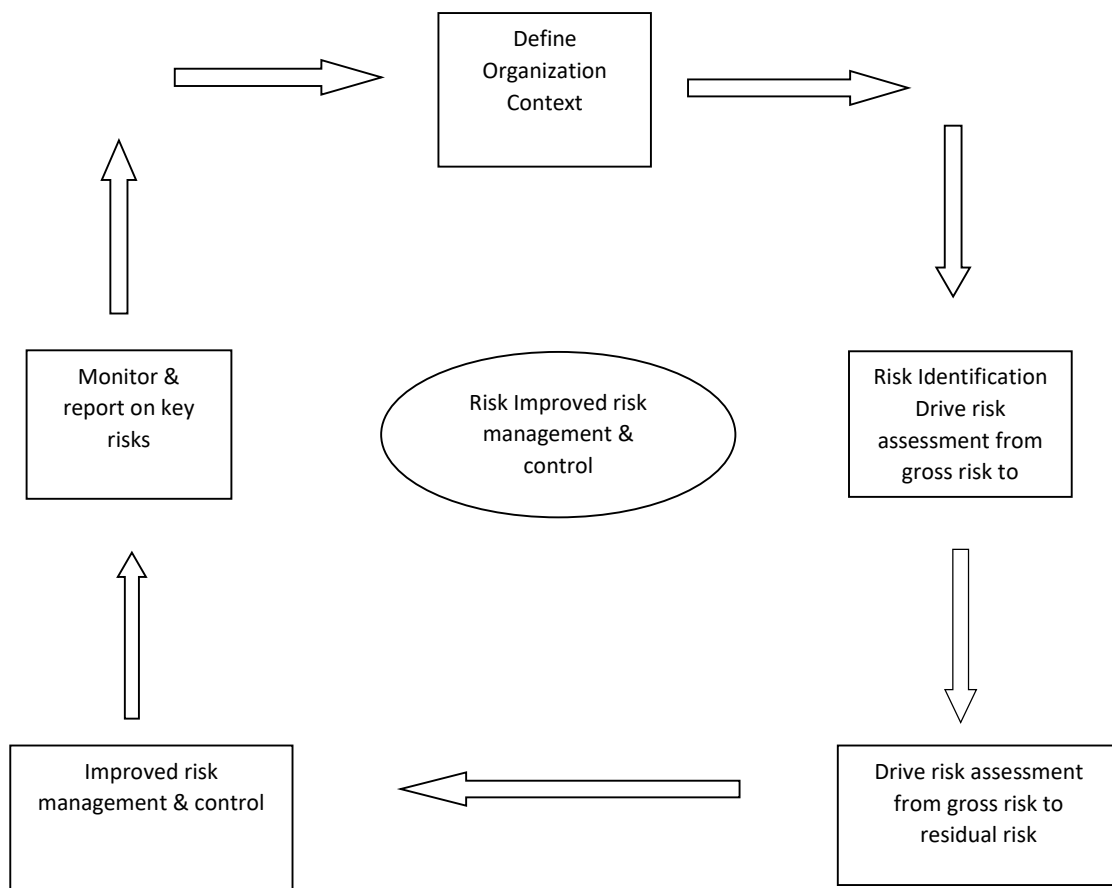 Define
Organization
Context
Monitor &
report on key
risks
Risk Improved risk
management &
control
Risk Identification
Drive risk
assessment from
gross risk to
Improved risk
management & control
Drive risk assessment
from gross risk to
residual risk